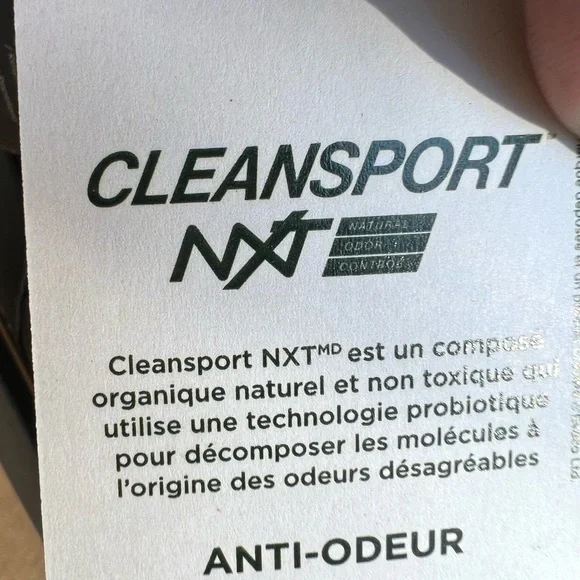 CLEANSPORT
NXT
NATURAL
ODOR
CONTROL
Cleansport NXTᴹᴰ est un composé
organique naturel et non toxique qui
utilise une technologie probiotique
pour décomposer les molécules à
l'origine des odeurs désagréables
ANTI-ODEUR